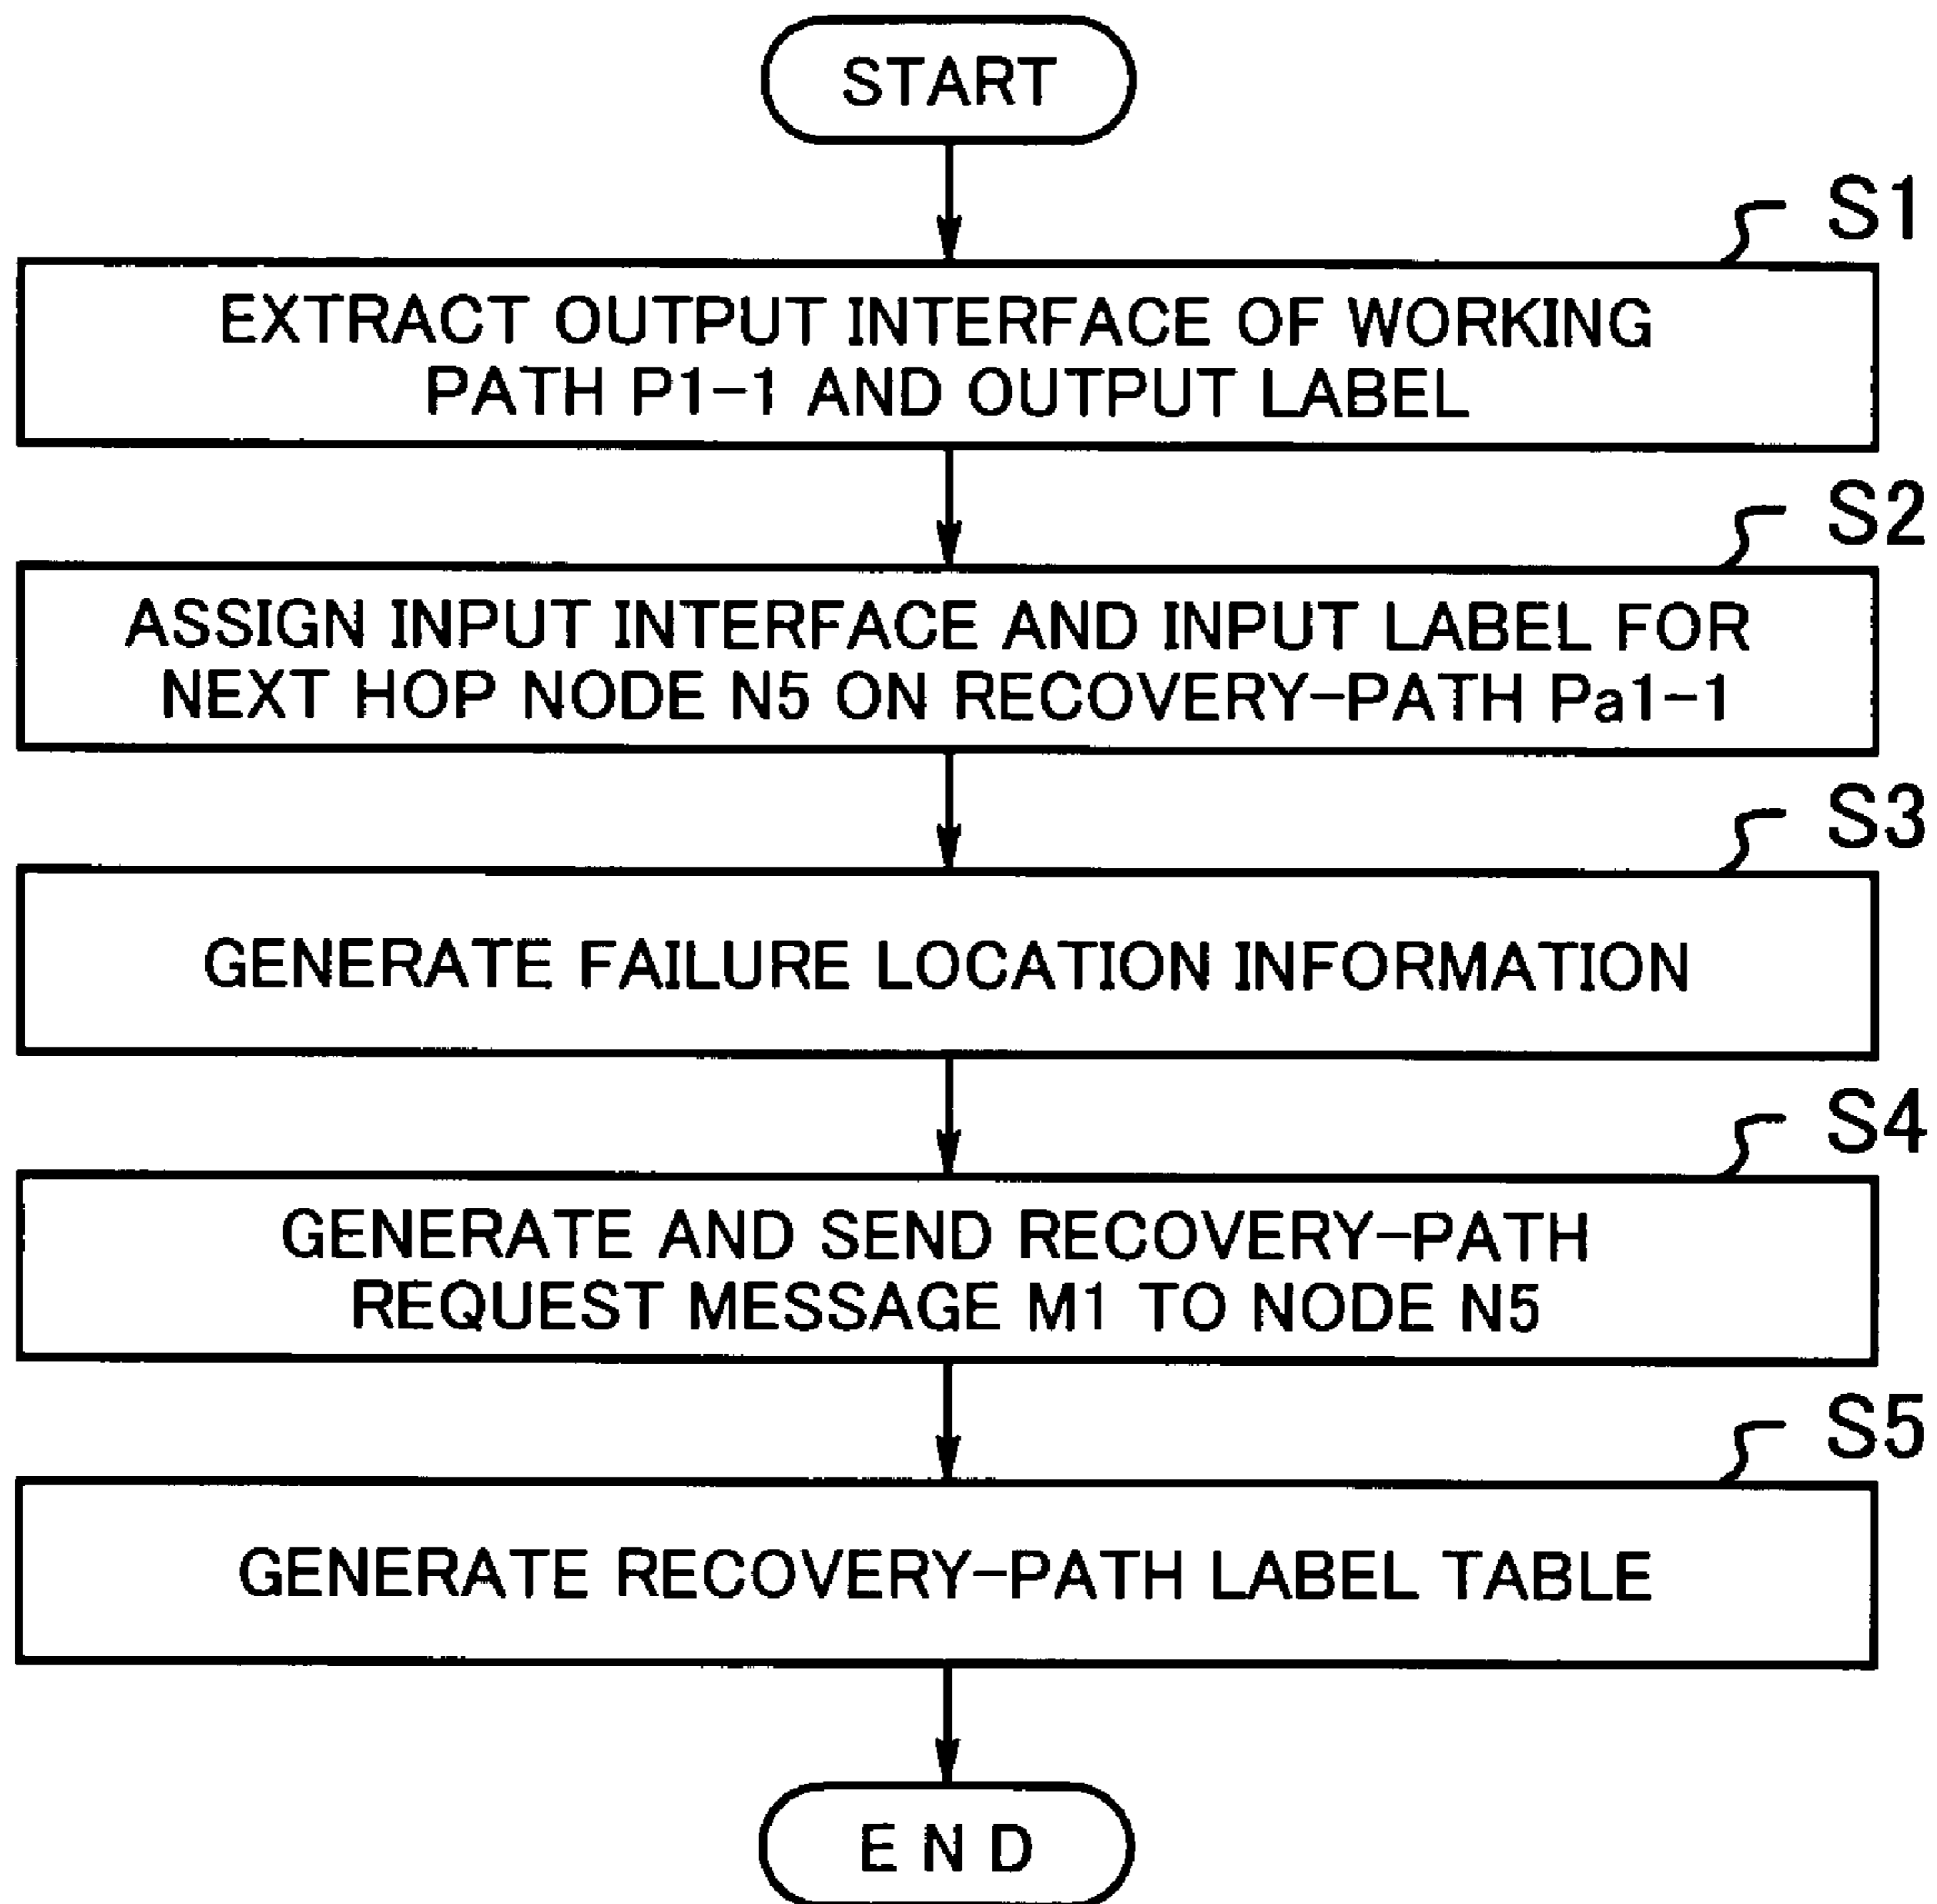 START
S1
EXTRACT OUTPUT INTERFACE OF WORKING
PATH P1-1 AND OUTPUT LABEL
S2
ASSIGN INPUT INTERFACE AND INPUT LABEL FOR
NEXT HOP NODE N5 ON RECOVERY-PATH Pa1-1
S3
GENERATE FAILURE LOCATION INFORMATION
S4
GENERATE AND SEND RECOVERY-PATH
REQUEST MESSAGE M1 TO NODE N5
S5
GENERATE RECOVERY-PATH LABEL TABLE
END